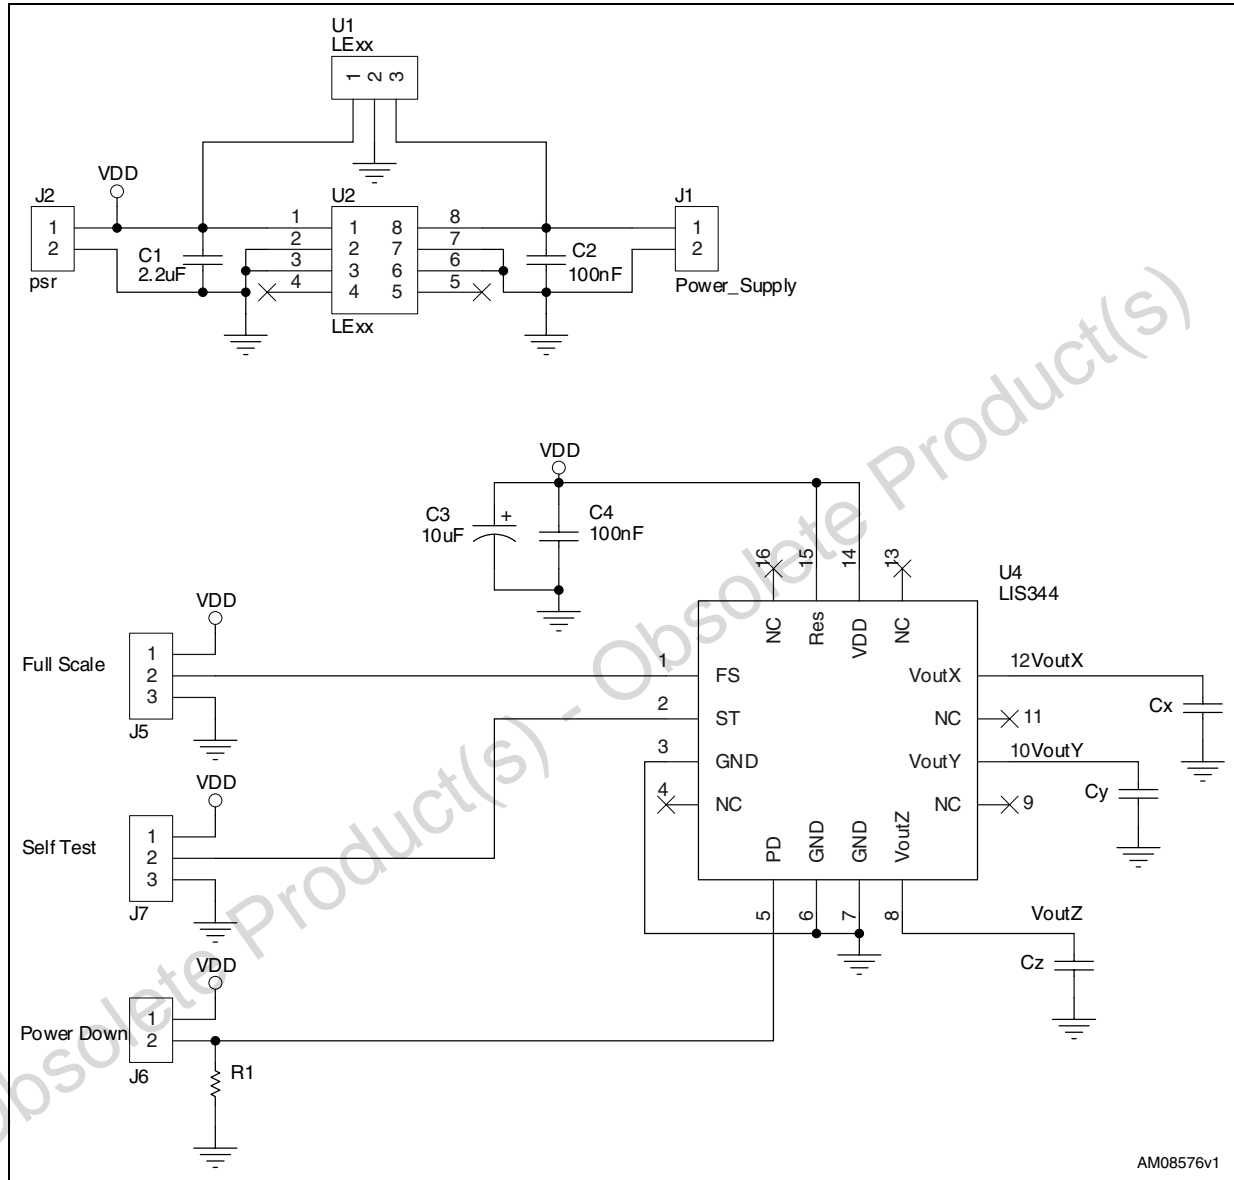 U1
LExx
1 2 3
VDD
J2
1
2
psr
C1
2.2uF
U2
1 1 8 8
2 2 7 7
3 3 6 6
4 4 5 5
LExx
C2
100nF
J1
1
2
Power_Supply
VDD
C3
10uF
+
C4
100nF
16 15 14 13
NC Res VDD NC
U4
LIS344
VDD
Full Scale
1
2
3
J5
1 FS
2 ST
3 GND
4 NC
VoutX 12VoutX
NC 11
VoutY 10VoutY
NC 9
Cx
Cy
VDD
Self Test
1
2
3
J7
PD GND GND VoutZ
5 6 7 8
VoutZ
Cz
VDD
Power Down
1
2
J6
R1
Obsolete Product(s) - Obsolete Product(s)
AM08576v1